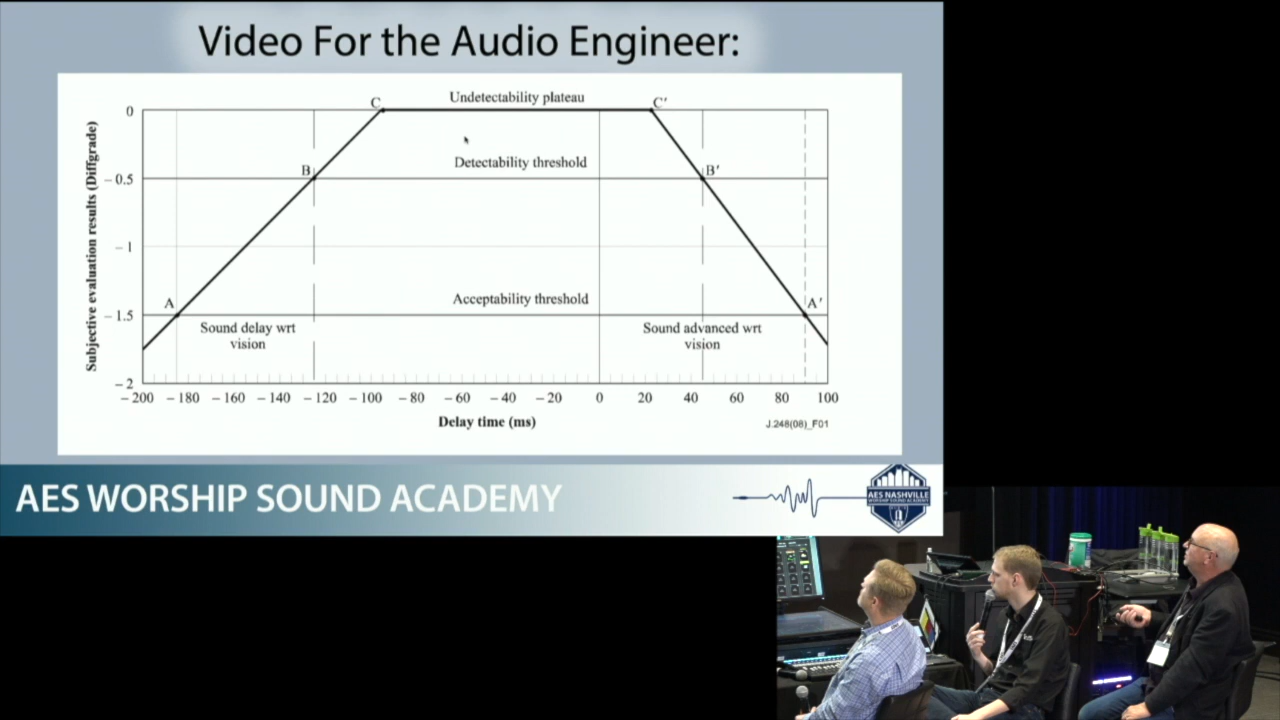 Video For the Audio Engineer:
C
Undetectability plateau
C′
0
Detectability threshold
B
B′
– 0.5
– 1
Acceptability threshold
A
A′
– 1.5
Sound delay wrt
vision
Sound advanced wrt
vision
– 2
– 200 – 180 – 160 – 140 – 120 – 100 – 80 – 60 – 40 – 20 0 20 40 60 80 100
Subjective evaluation results (Diffgrade)
Delay time (ms)
J.248(08)_F01
AES WORSHIP SOUND ACADEMY
AES NASHVILLE
WORSHIP SOUND ACADEMY